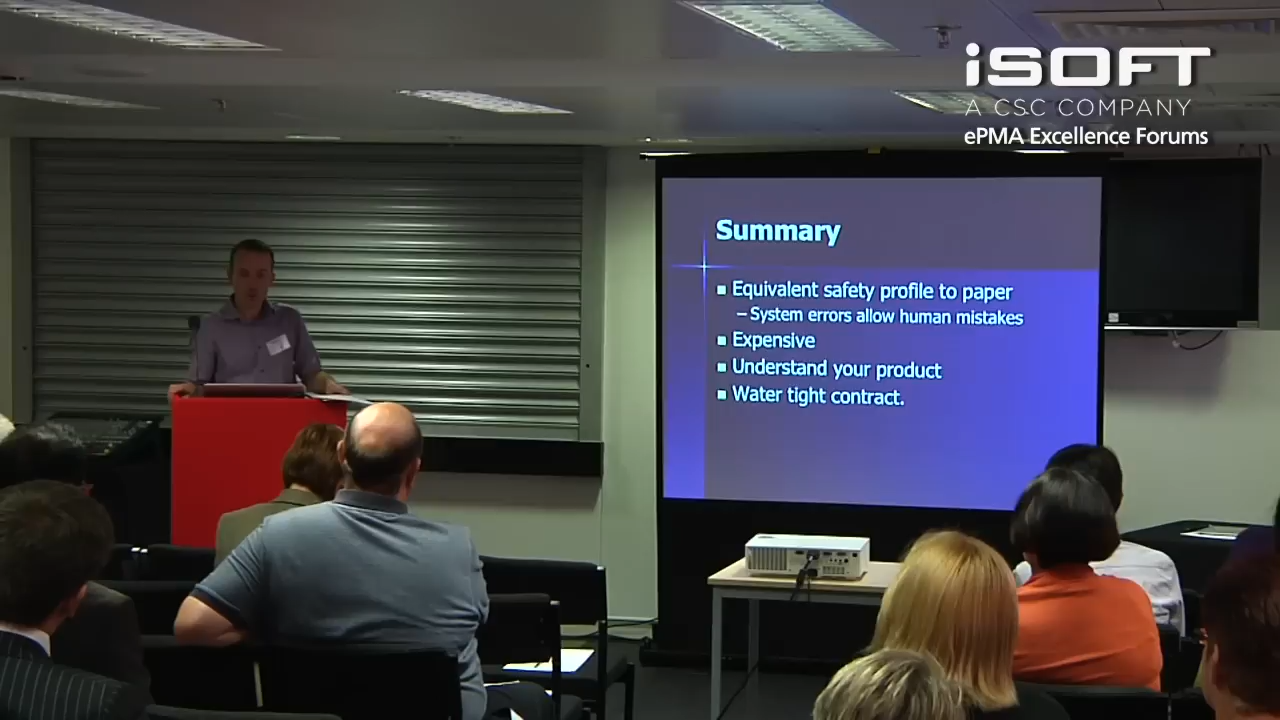 iSOFT
A CSC COMPANY
ePMA Excellence Forums
Summary
Equivalent safety profile to paper
– System errors allow human mistakes
Expensive
Understand your product
Water tight contract.